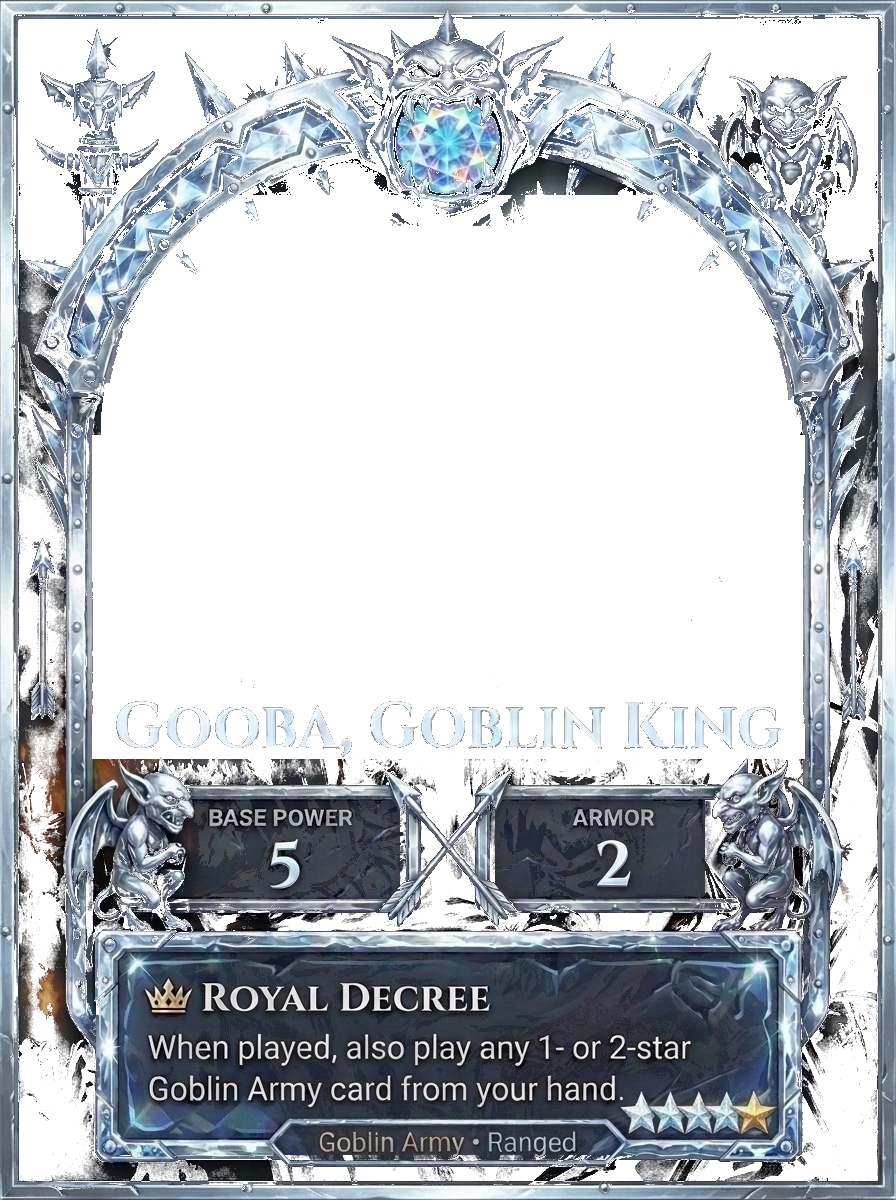 GOOBA, GOBLIN KING
BASE POWER
5
ARMOR
2
ROYAL DECREE
When played, also play any 1- or 2-star
Goblin Army card from your hand.
Goblin Army • Ranged